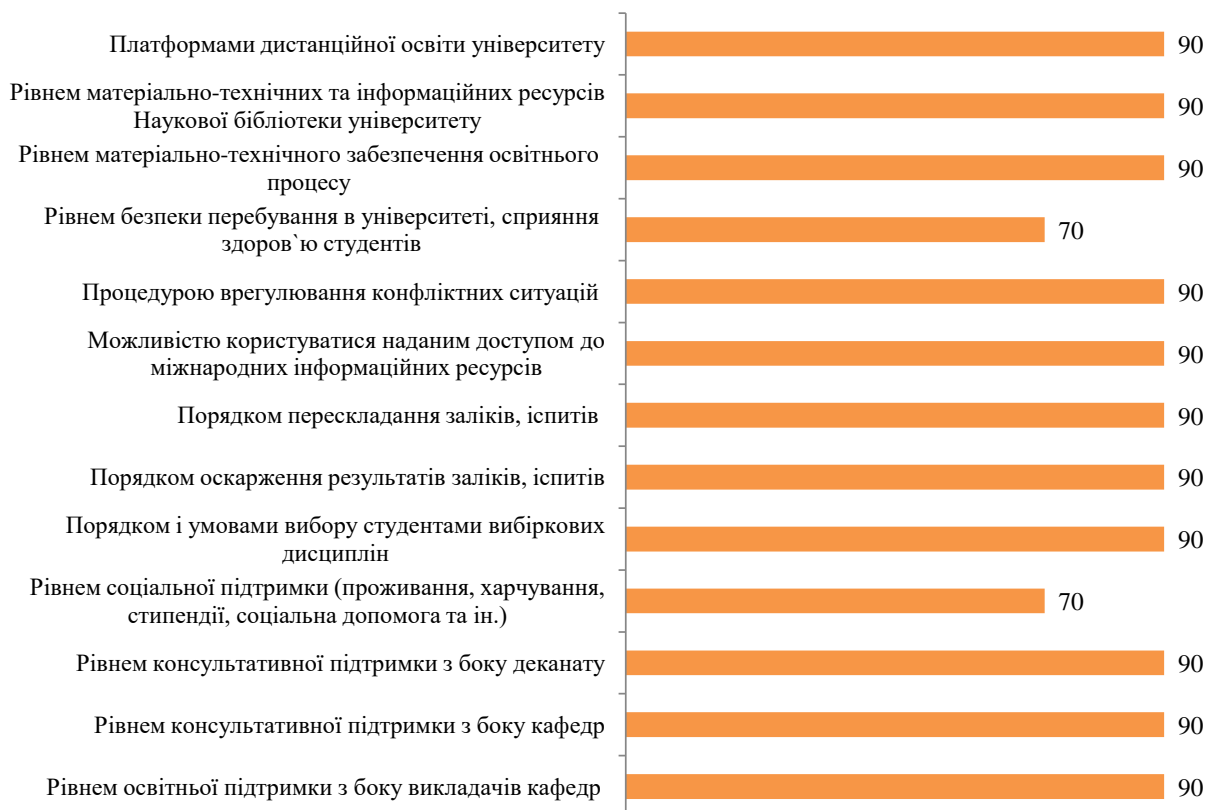 Платформами дистанційної освіти університету
90
Рівнем матеріально-технічних та інформаційних ресурсів
Наукової бібліотеки університету
90
Рівнем матеріально-технічного забезпечення освітнього
процесу
90
Рівнем безпеки перебування в університеті, сприяння
здоров`ю студентів
70
Процедурою врегулювання конфліктних ситуацій
90
Можливістю користуватися наданим доступом до
міжнародних інформаційних ресурсів
90
Порядком перескладання заліків, іспитів
90
Порядком оскарження результатів заліків, іспитів
90
Порядком і умовами вибору студентами вибіркових
дисциплін
90
Рівнем соціальної підтримки (проживання, харчування,
стипендії, соціальна допомога та ін.)
70
Рівнем консультативної підтримки з боку деканату
90
Рівнем консультативної підтримки з боку кафедр
90
Рівнем освітньої підтримки з боку викладачів кафедр
90